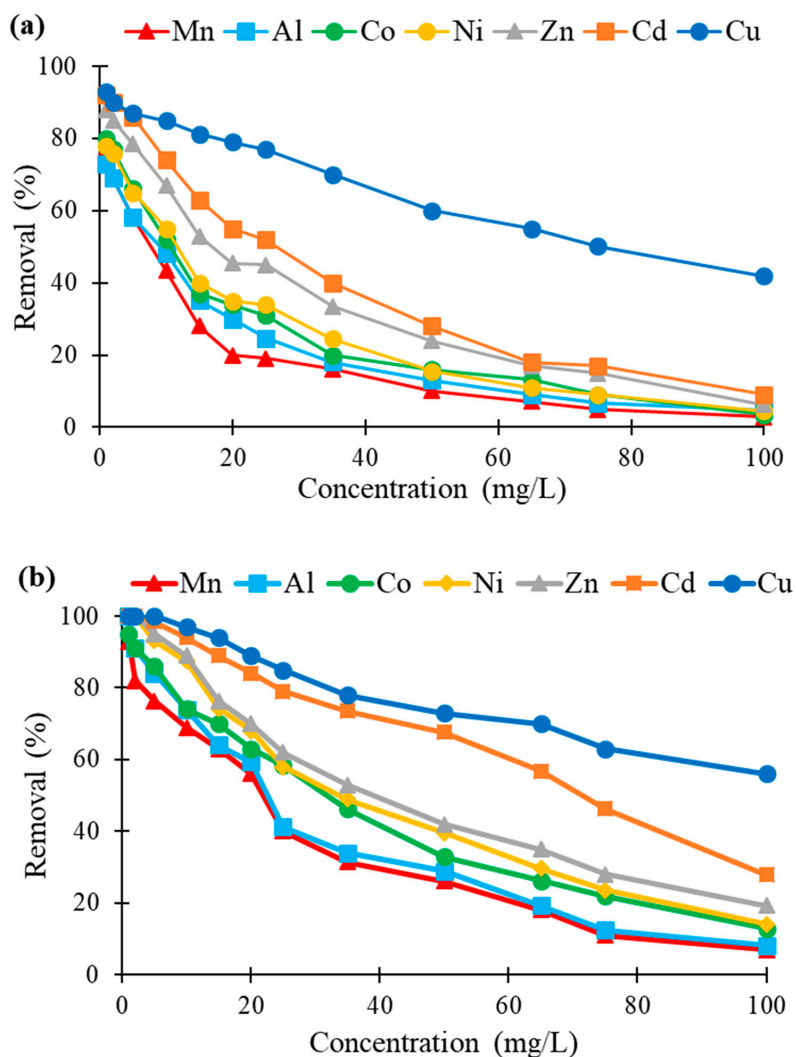 (a)
Mn Al Co Ni Zn Cd Cu
100
80
60
40
20
0
Removal (%)
0 20 40 60 80 100
Concentration (mg/L)
(b)
Mn Al Co Ni Zn Cd Cu
100
80
60
40
20
0
Removal (%)
0 20 40 60 80 100
Concentration (mg/L)